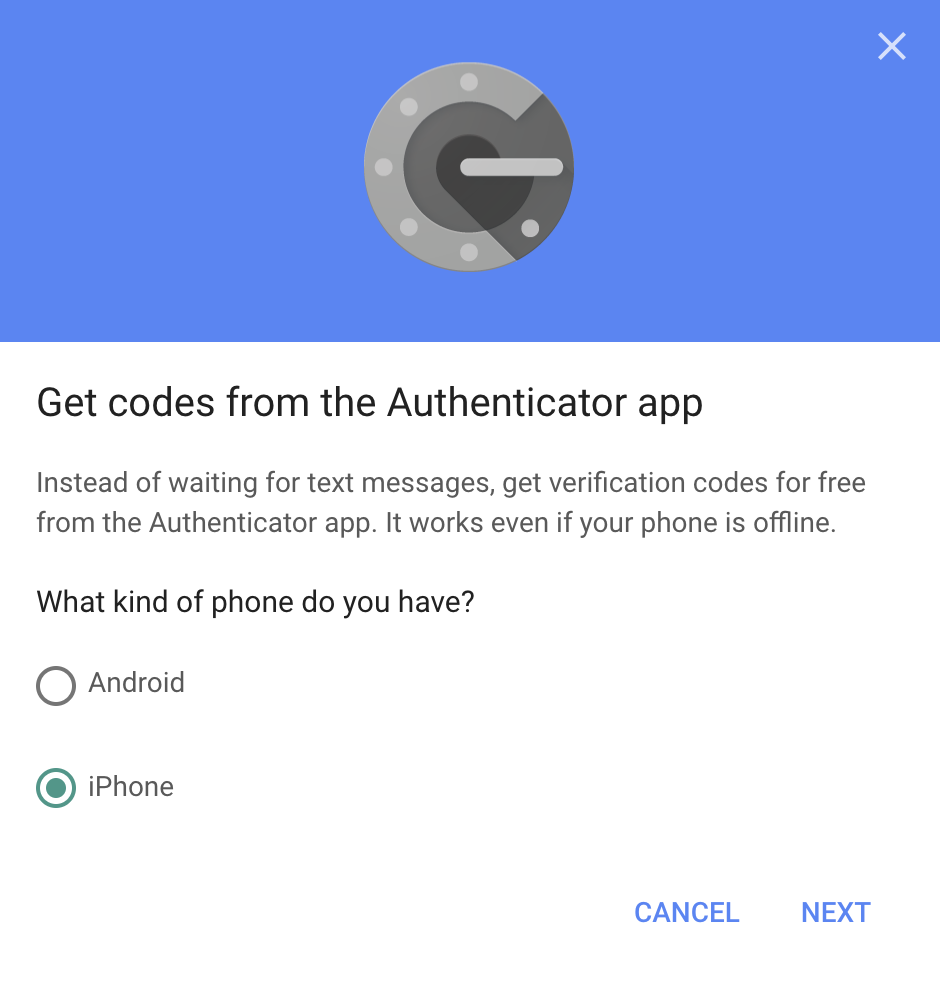 Get codes from the Authenticator app
Instead of waiting for text messages, get verification codes for free
from the Authenticator app. It works even if your phone is offline.
What kind of phone do you have?
Android
iPhone
CANCEL NEXT